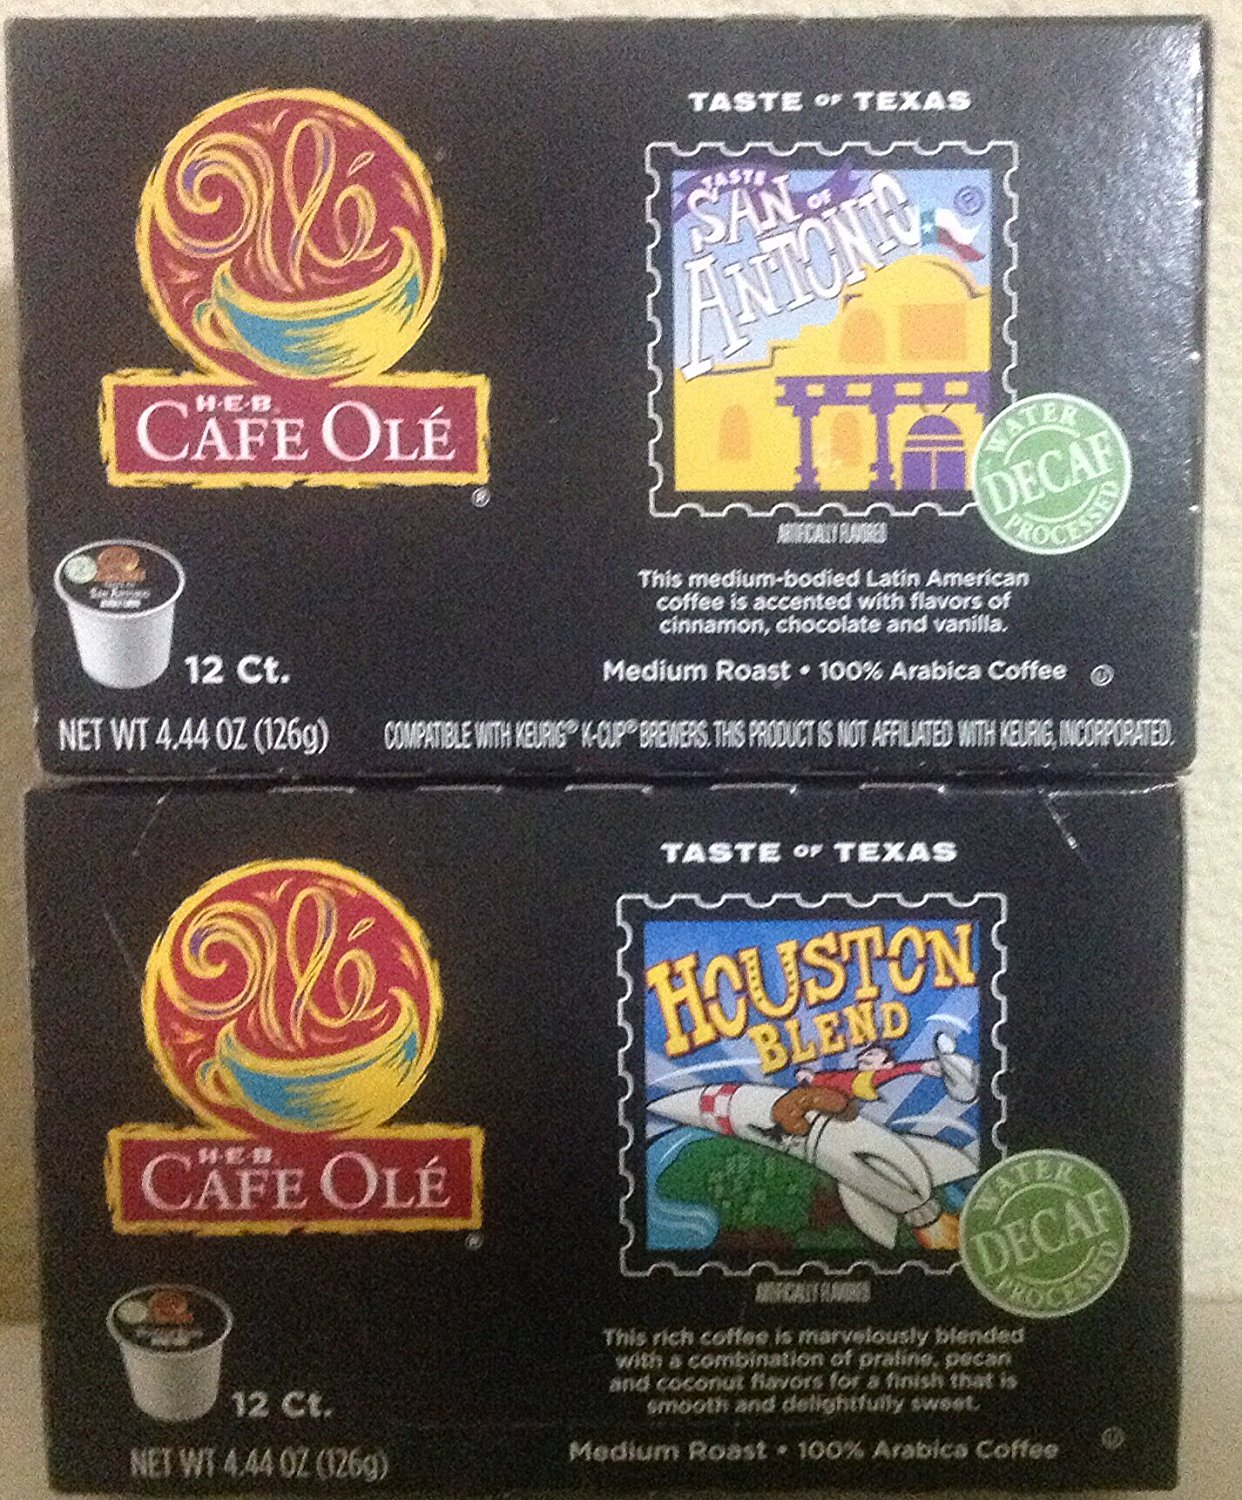 Olé
H-E-B
CAFE OLÉ
®
12 Ct.
NET WT 4.44 OZ (126g)
TASTE OF TEXAS
TASTE OF
SAN
ANTONIO
®
WATER
DECAF
PROCESSED
ARTIFICIALLY FLAVORED
This medium-bodied Latin American
coffee is accented with flavors of
cinnamon, chocolate and vanilla.
Medium Roast • 100% Arabica Coffee
COMPATIBLE WITH KEURIG® K-CUP® BREWERS. THIS PRODUCT IS NOT AFFILIATED WITH KEURIG, INCORPORATED.
Olé
H-E-B
CAFE OLÉ
®
12 Ct.
NET WT 4.44 OZ (126g)
TASTE OF TEXAS
HOUSTON
BLEND
WATER
DECAF
PROCESSED
ARTIFICIALLY FLAVORED
This rich coffee is marvelously blended
with a combination of praline, pecan
and coconut flavors for a finish that is
smooth and delightfully sweet.
Medium Roast • 100% Arabica Coffee